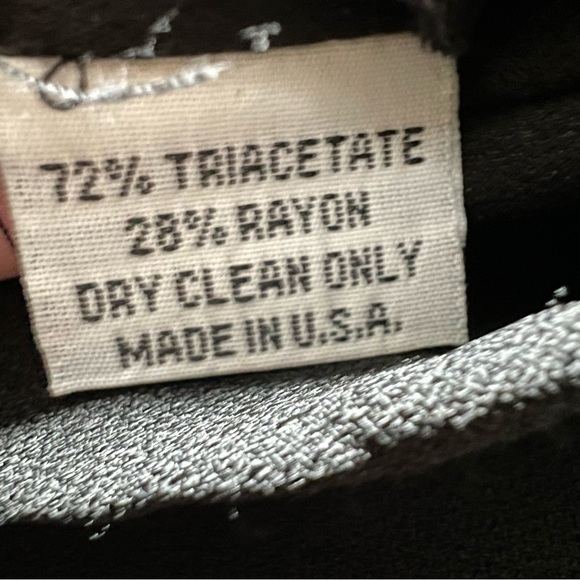 72% TRIACETATE
28% RAYON
DRY CLEAN ONLY
MADE IN U.S.A.